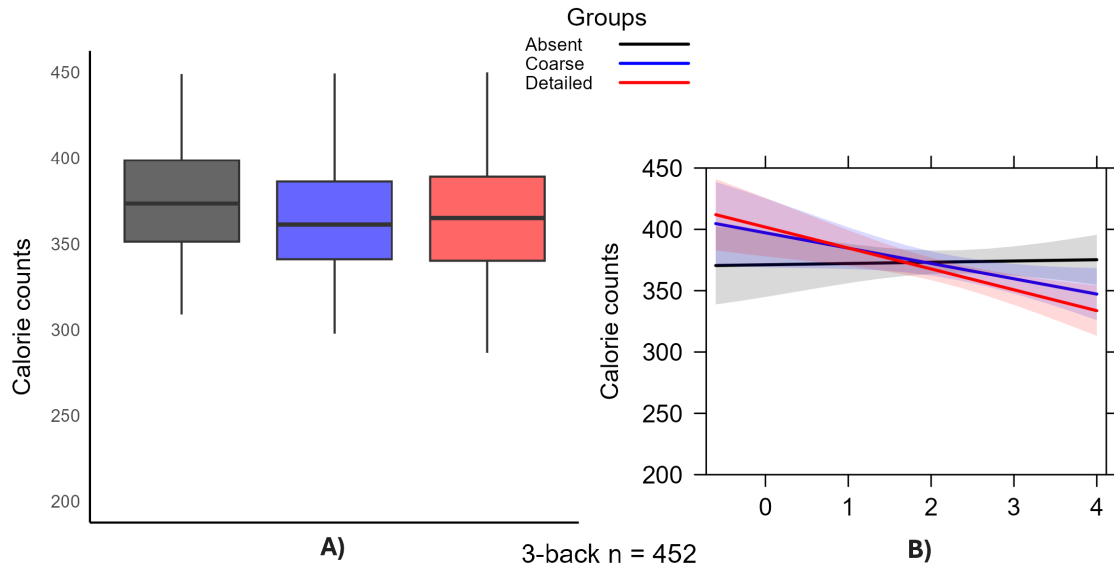 Groups
Absent
Coarse
Detailed
Calorie counts
450
400
350
300
250
200
A)
Calorie counts
450
400
350
300
250
200
0 1 2 3 4
B)
3-back n = 452